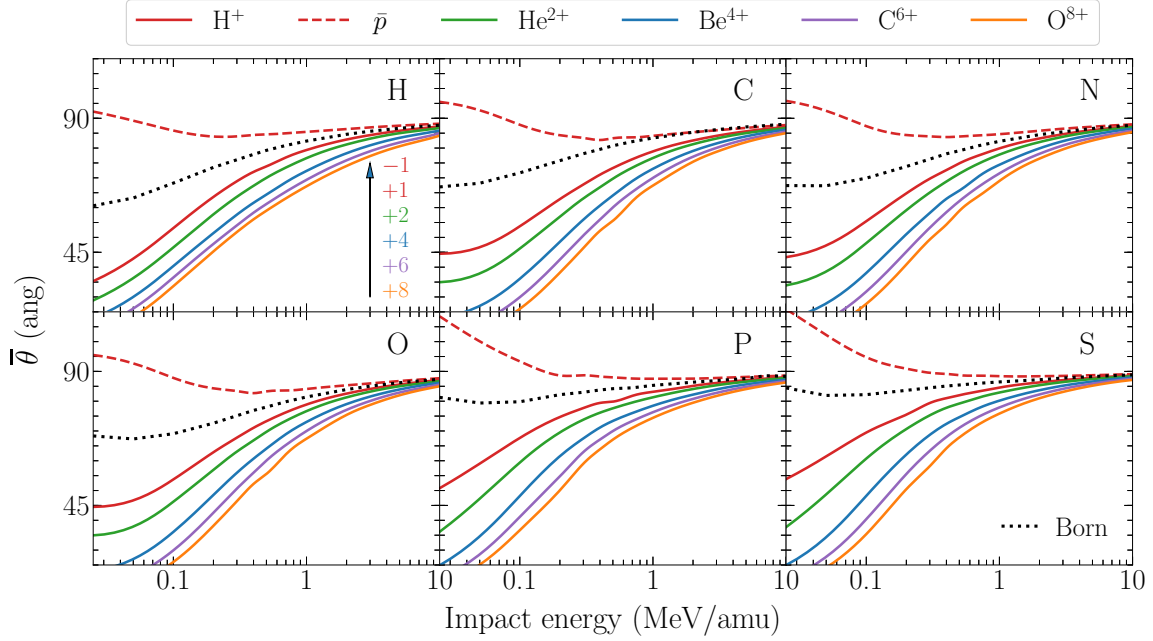 H⁺ p̄ He²⁺ Be⁴⁺ C⁶⁺ O⁸⁺
H C N
90
45
−1
+1
+2
+4
+6
+8
O P S
90
45
Born
0.1 1 10 0.1 1 10 0.1 1 10
θ̄ (ang)
Impact energy (MeV/amu)